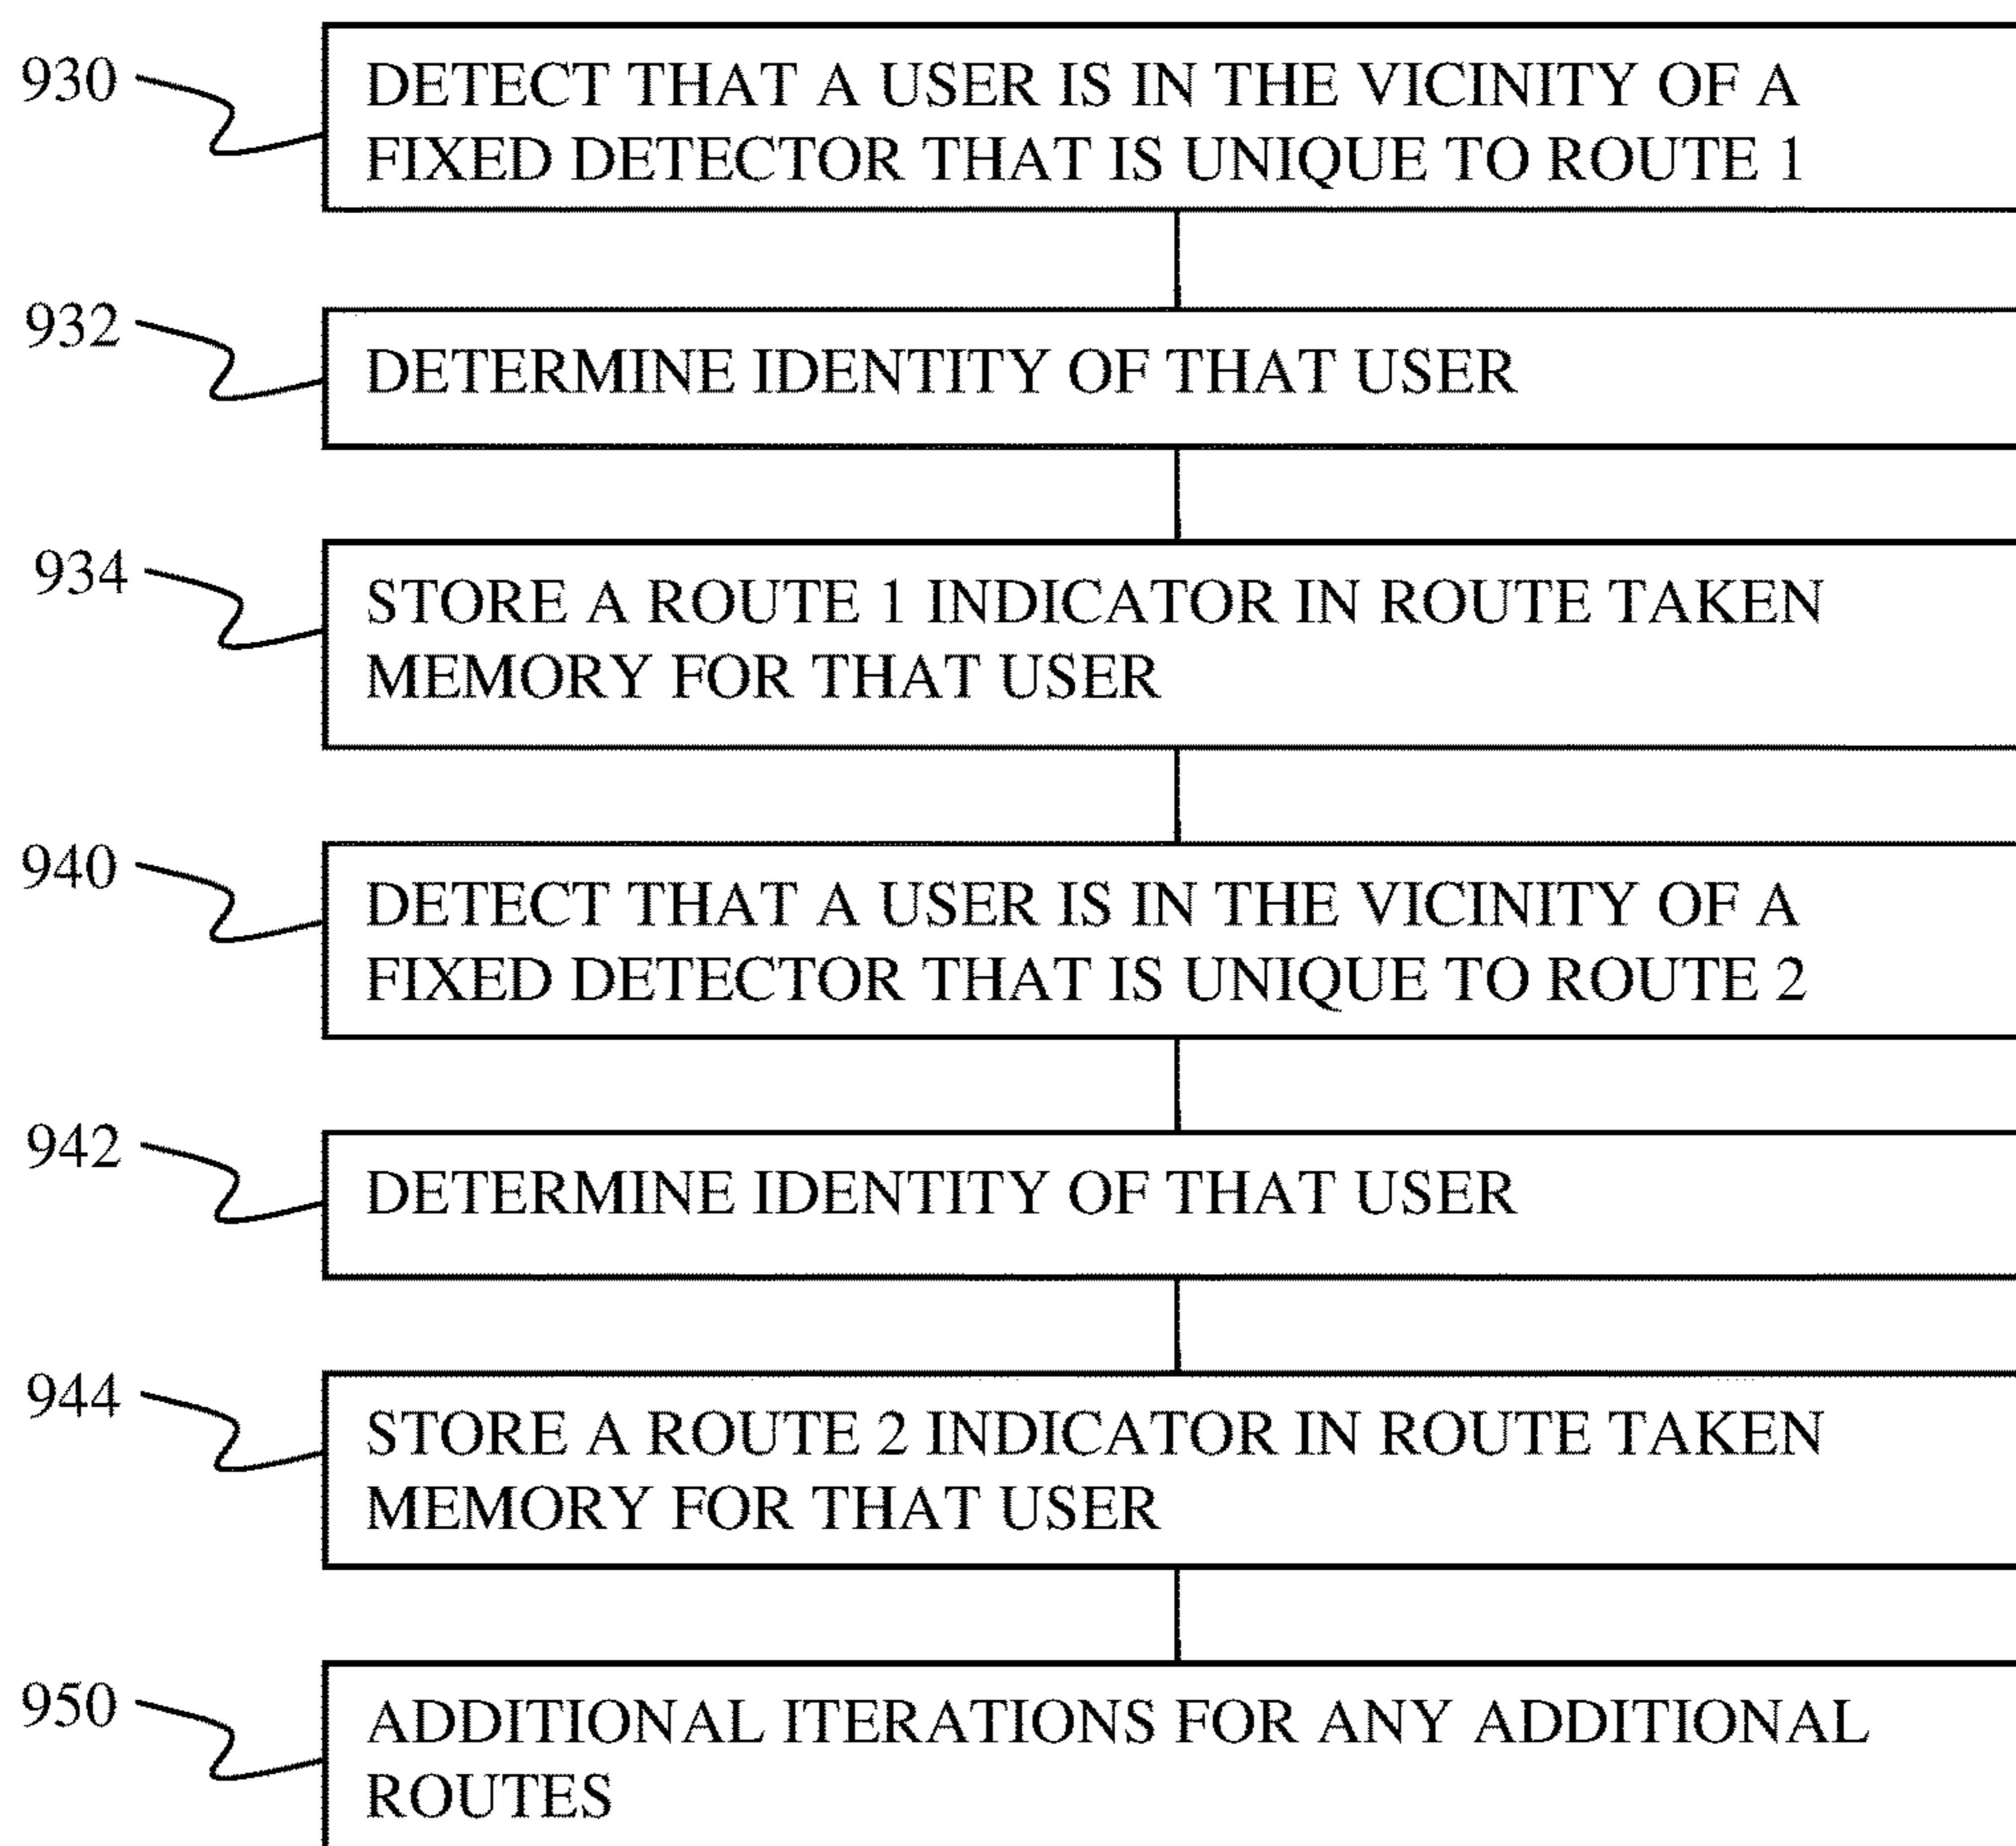 930
DETECT THAT A USER IS IN THE VICINITY OF A
FIXED DETECTOR THAT IS UNIQUE TO ROUTE 1
932
DETERMINE IDENTITY OF THAT USER
934
STORE A ROUTE 1 INDICATOR IN ROUTE TAKEN
MEMORY FOR THAT USER
940
DETECT THAT A USER IS IN THE VICINITY OF A
FIXED DETECTOR THAT IS UNIQUE TO ROUTE 2
942
DETERMINE IDENTITY OF THAT USER
944
STORE A ROUTE 2 INDICATOR IN ROUTE TAKEN
MEMORY FOR THAT USER
950
ADDITIONAL ITERATIONS FOR ANY ADDITIONAL
ROUTES